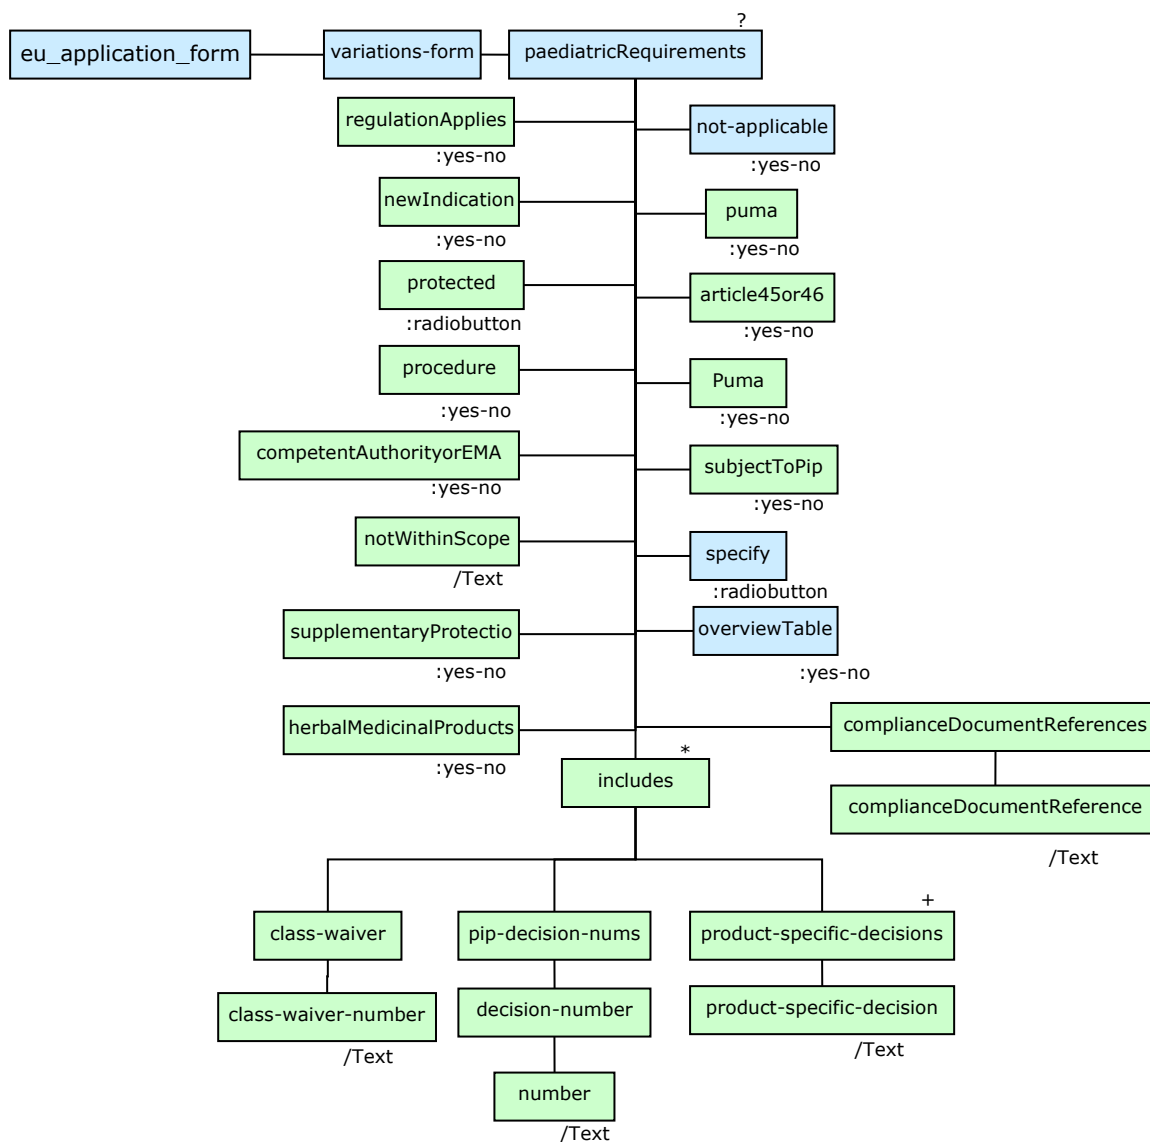 ?
eu_application_form
variations-form
paediatricRequirements
regulationApplies
:yes-no
not-applicable
:yes-no
newIndication
:yes-no
puma
:yes-no
protected
:radiobutton
article45or46
:yes-no
procedure
:yes-no
Puma
:yes-no
competentAuthorityorEMA
:yes-no
subjectToPip
:yes-no
notWithinScope
/Text
specify
:radiobutton
supplementaryProtectio
:yes-no
overviewTable
:yes-no
herbalMedicinalProducts
:yes-no
complianceDocumentReferences
*
includes
complianceDocumentReference
/Text
+
class-waiver
pip-decision-nums
product-specific-decisions
class-waiver-number
/Text
decision-number
product-specific-decision
/Text
number
/Text